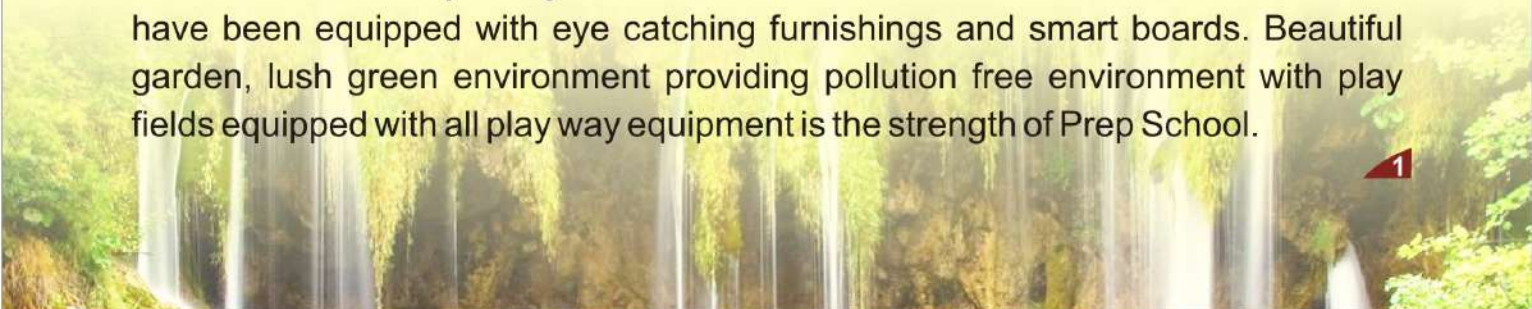 have been equipped with eye catching furnishings and smart boards. Beautiful
garden, lush green environment providing pollution free environment with play
fields equipped with all play way equipment is the strength of Prep School.
1